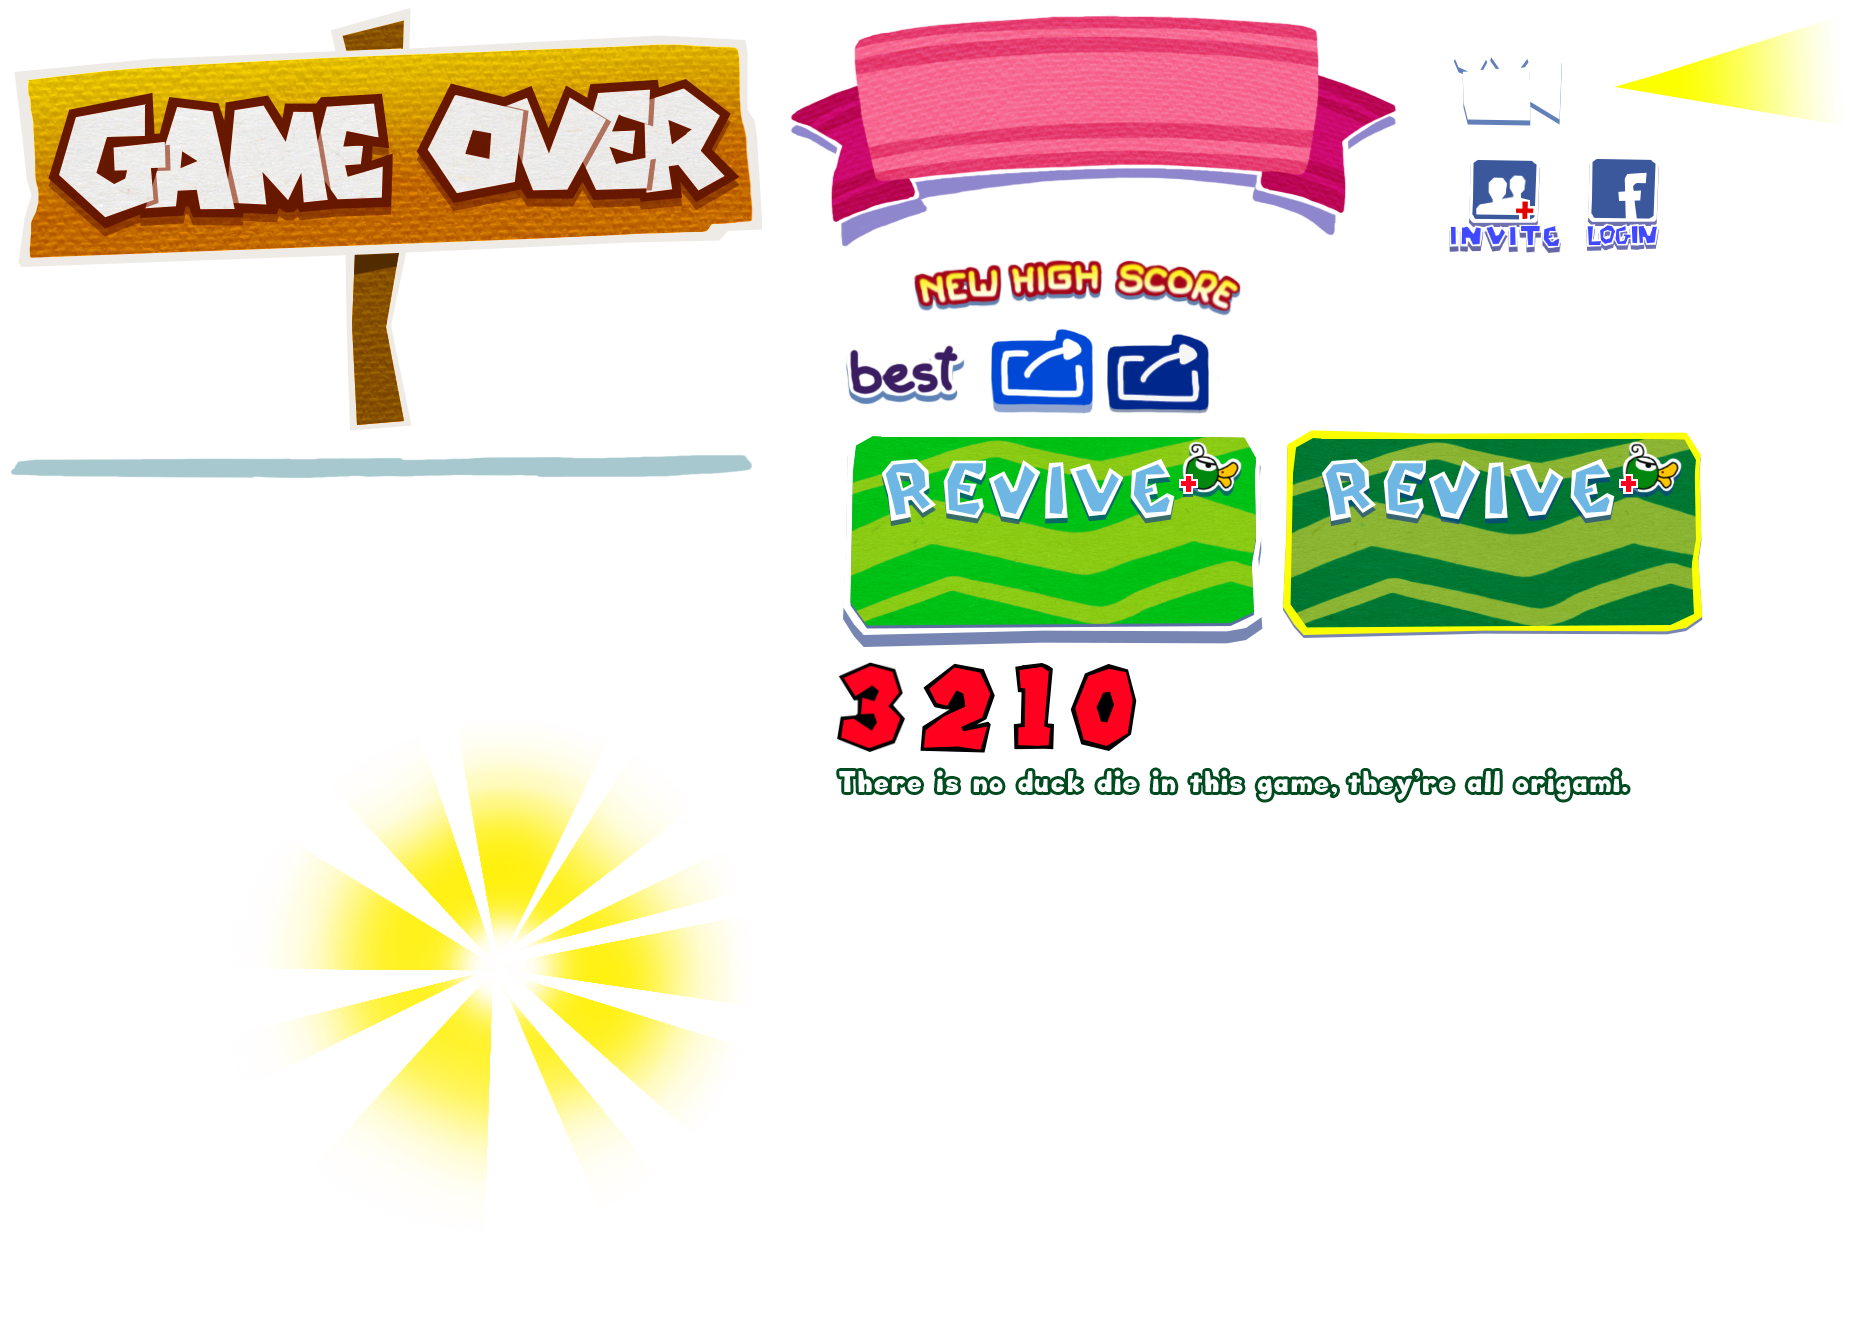 GAME OVER
INVITE
LOGIN
NEW HIGH SCORE
best
REVIVE
REVIVE
3210
There is no duck die in this game, they're all origami.